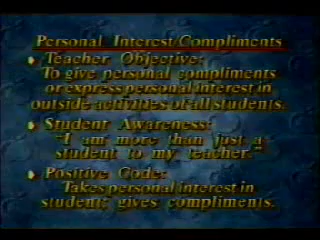 Personal Interest/Compliments
Teacher Objective:
To give personal compliments
or express personal interest in
outside activities of all students.
Student Awareness:
"I am more than just a
student to my teacher."
Positive Code:
Takes personal interest in
student; gives compliments.